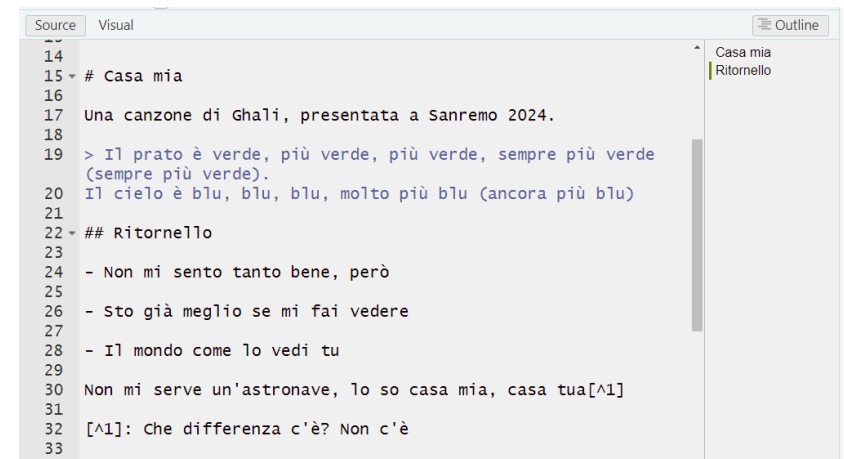 Source Visual Outline
14
15 # Casa mia
16
17 Una canzone di Ghali, presentata a Sanremo 2024.
18
19 > Il prato è verde, più verde, più verde, sempre più verde
(sempre più verde).
20 Il cielo è blu, blu, blu, molto più blu (ancora più blu)
21
22 ## Ritornello
23
24 - Non mi sento tanto bene, però
25
26 - Sto già meglio se mi fai vedere
27
28 - Il mondo come lo vedi tu
29
30 Non mi serve un'astronave, lo so casa mia, casa tua[^1]
31
32 [^1]: Che differenza c'è? Non c'è
33
Casa mia
Ritornello